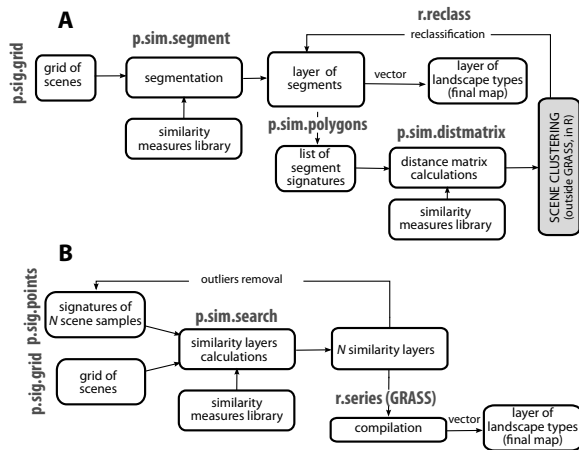 A
r.reclass
reclassification
p.sim.segment
p.sig.grid
grid of
scenes
segmentation
layer of
segments
vector
layer of
landscape types
(final map)
similarity
measures library
p.sim.polygons
list of
segment
signatures
p.sim.distmatrix
distance matrix
calculations
similarity
measures library
SCENE CLUSTERING
(outside GRASS, in R)
B
outliers removal
p.sig.points
signatures of
N scene samples
p.sim.search
similarity layers
calculations
N similarity layers
p.sig.grid
grid of
scenes
similarity
measures library
r.series (GRASS)
compilation
vector
layer of
landscape types
(final map)